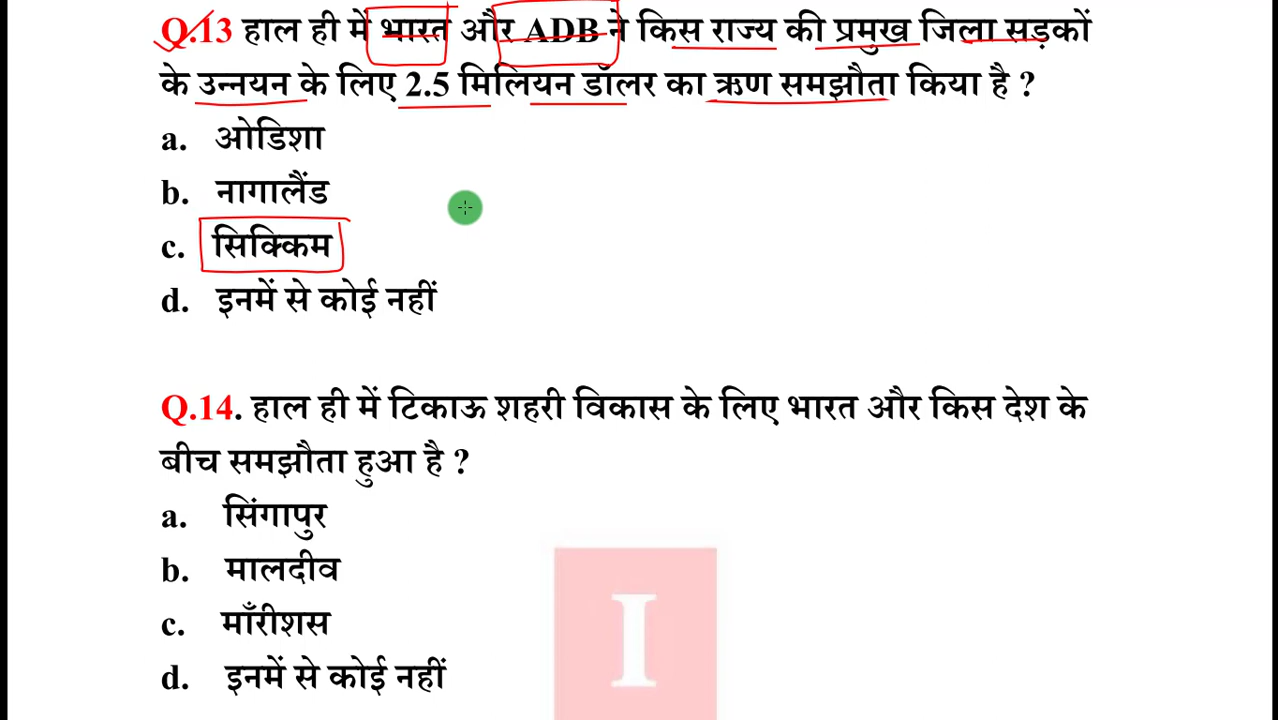 Q.13 हाल ही में भारत और ADB ने किस राज्य की प्रमुख जिला सड़कों
के उन्नयन के लिए 2.5 मिलियन डॉलर का ऋण समझौता किया है ?
a. ओडिशा
b. नागालैंड
c. सिक्किम
d. इनमें से कोई नहीं
Q.14. हाल ही में टिकाऊ शहरी विकास के लिए भारत और किस देश के
बीच समझौता हुआ है ?
a. सिंगापुर
b. मालदीव
c. माँरीशस
d. इनमें से कोई नहीं
I